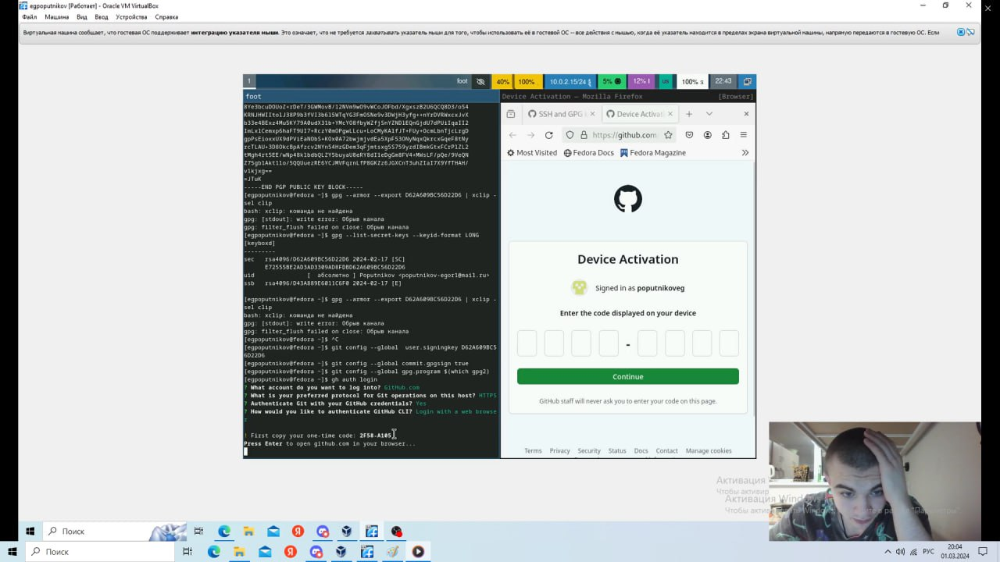 egpoputnikov [Работает] - Oracle VM VirtualBox
Файл Машина Вид Ввод Устройства Справка
Виртуальная машина сообщает, что гостевая ОС поддерживает интеграцию указателя мыши. Это означает, что не требуется захватывать указатель мыши для того, чтобы использовать её в гостевой ОС -- все действия с мышью, когда её указатель находится в пределах экрана виртуальной машины, напрямую передаются в гостевую ОС. Если
1 foot 40% 100% 10.0.2.15/24 5% 12% us 100% 22:43
foot
-----END PGP PUBLIC KEY BLOCK-----
[egpoputnikov@fedora ~]$ gpg --armor --export D62A609BC56D22D6 | xclip -
sel clip
bash: xclip: команда не найдена
gpg: [stdout]: write error: Обрыв канала
gpg: filter_flush failed on close: Обрыв канала
[egpoputnikov@fedora ~]$ gpg --list-secret-keys --keyid-format LONG
[keyboxd]
---------
sec rsa4096/D62A609BC56D22D6 2024-02-17 [SC]
E72555BE2AD3AD3309AD8FDBD62A609BC56D22D6
uid [ абсолютно ] Poputnikov <poputnikov-egor1@mail.ru>
ssb rsa4096/D43A889E6011C6F0 2024-02-17 [E]
[egpoputnikov@fedora ~]$ gpg --armor --export D62A609BC56D22D6 | xclip -
sel clip
bash: xclip: команда не найдена
gpg: [stdout]: write error: Обрыв канала
gpg: filter_flush failed on close: Обрыв канала
[egpoputnikov@fedora ~]$ ^C
[egpoputnikov@fedora ~]$ git config --global user.signingkey D62A609BC5
6D22D6
[egpoputnikov@fedora ~]$ git config --global commit.gpgsign true
[egpoputnikov@fedora ~]$ git config --global gpg.program $(which gpg2)
[egpoputnikov@fedora ~]$ gh auth login
? What account do you want to log into? GitHub.com
? What is your preferred protocol for Git operations on this host? HTTPS
? Authenticate Git with your GitHub credentials? Yes
? How would you like to authenticate GitHub CLI? Login with a web browse
r
! First copy your one-time code: 2F58-A105
Press Enter to open github.com in your browser...
Device Activation — Mozilla Firefox [Browser]
SSH and GPG k Device Activati
https://github.com
Most Visited Fedora Docs Fedora Magazine
Device Activation
Signed in as poputnikoveg
Enter the code displayed on your device
-
Continue
GitHub staff will never ask you to enter your code on this page.
Terms Privacy Security Status Docs Contact Manage cookies
Активация
Чтобы активир
Активация Windows
Чтобы активировать Windows, перейдите в раздел "Параметры".
Поиск
Поиск
РУС
20:04
01.03.2024